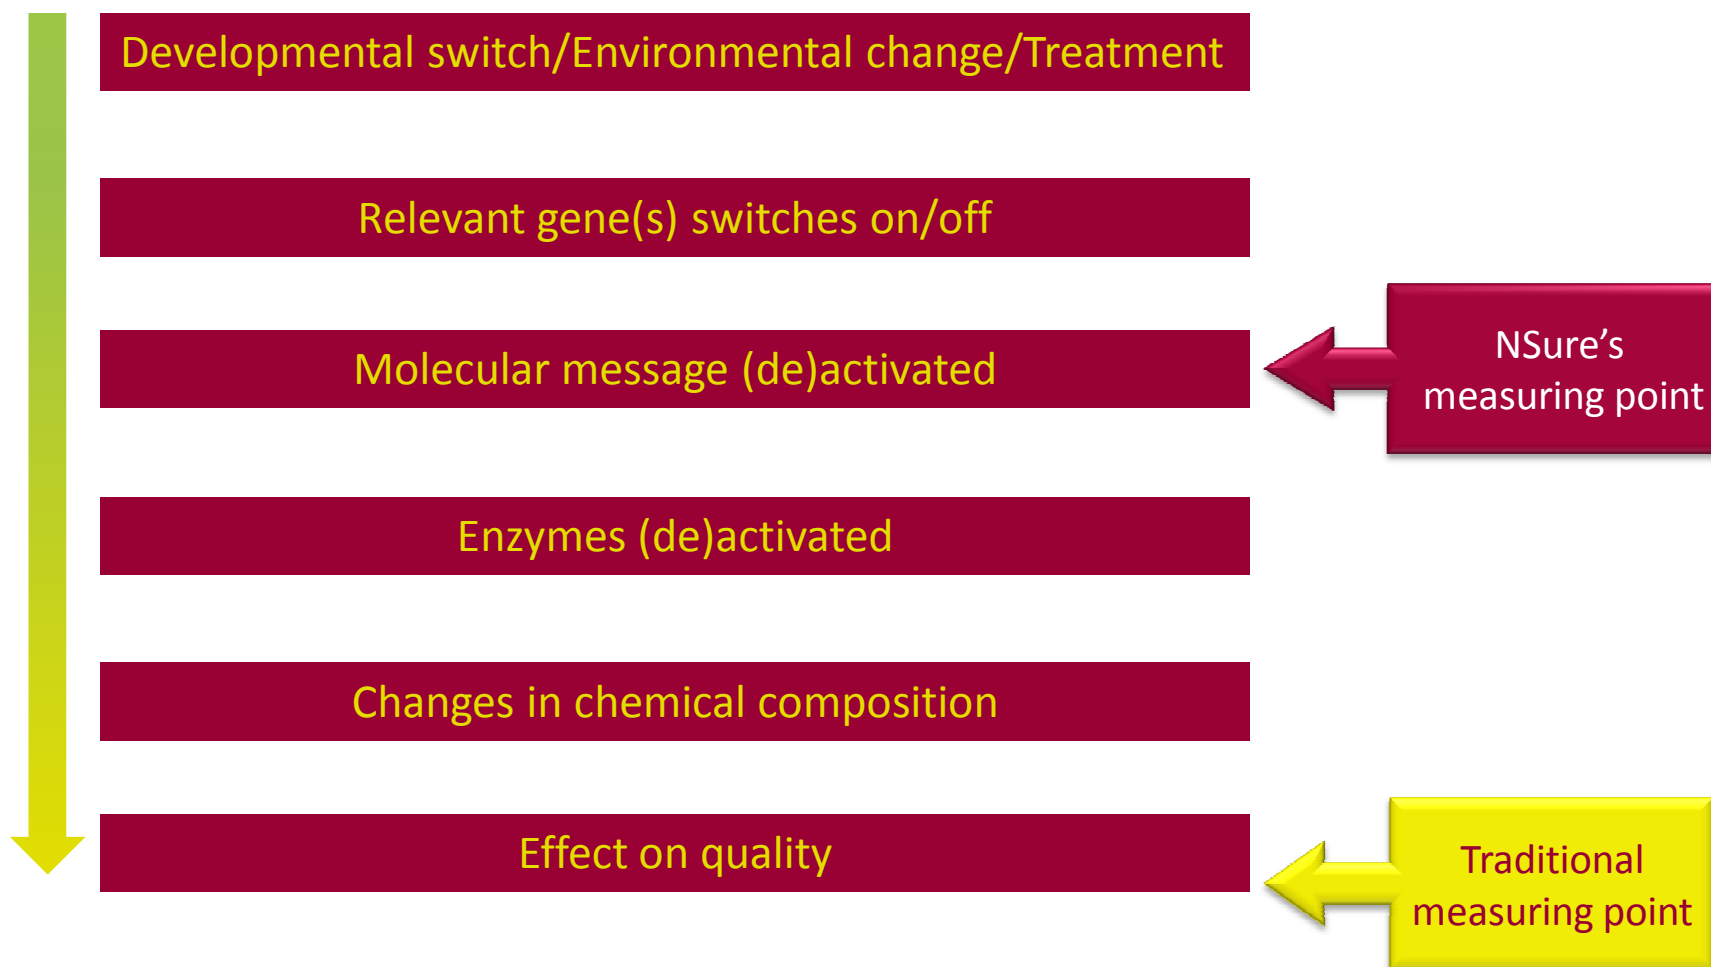 Developmental switch/Environmental change/Treatment
Relevant gene(s) switches on/off
Molecular message (de)activated
NSure’s
measuring point
Enzymes (de)activated
Changes in chemical composition
Effect on quality
Traditional
measuring point